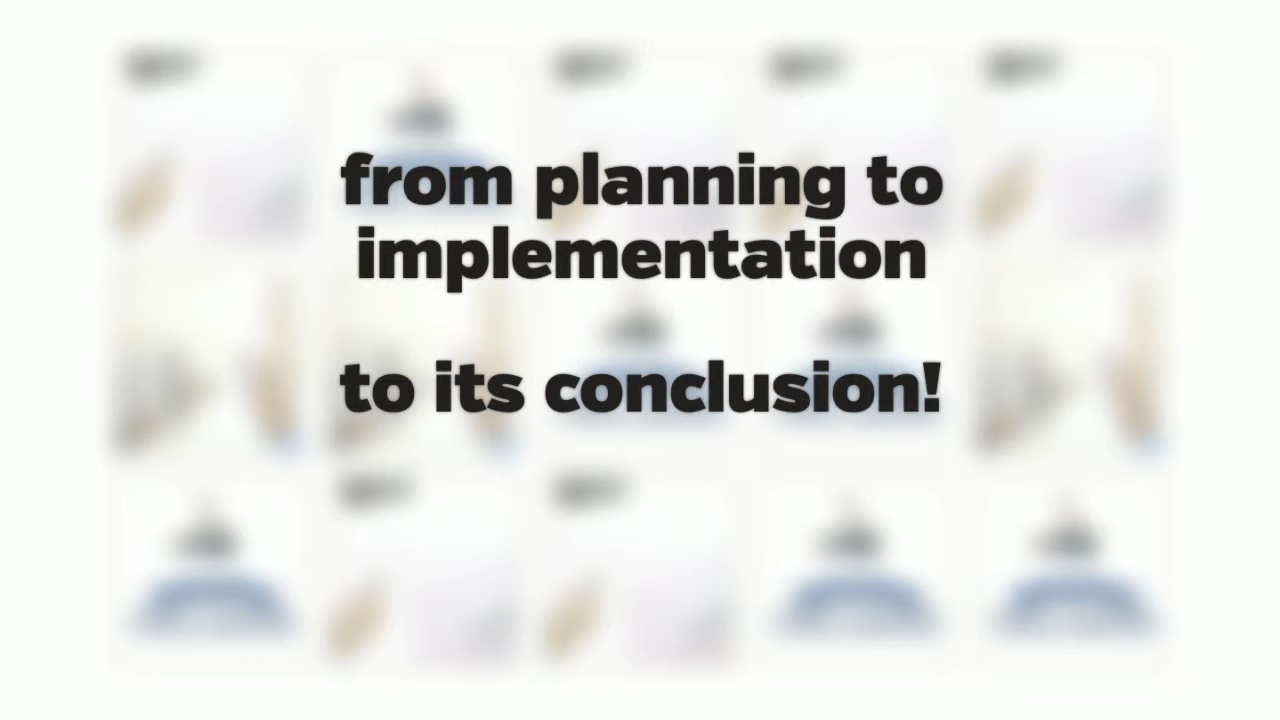 from planning to
implementation
to its conclusion!